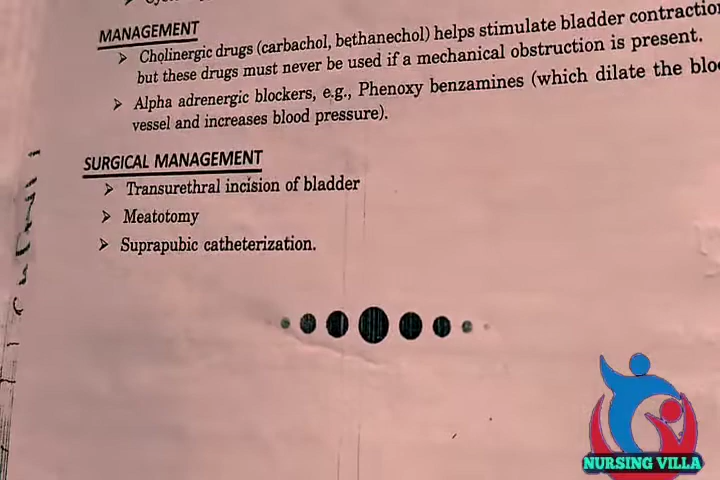 MANAGEMENT
➢ Cholinergic drugs (carbachol, bethanechol) helps stimulate bladder contractio
but these drugs must never be used if a mechanical obstruction is present.
➢ Alpha adrenergic blockers, e.g., Phenoxy benzamines (which dilate the bloo
vessel and increases blood pressure).
SURGICAL MANAGEMENT
➢ Transurethral incision of bladder
➢ Meatotomy
➢ Suprapubic catheterization.
NURSING VILLA